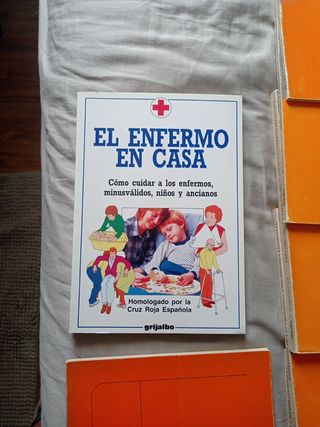 EL ENFERMO
EN CASA
Cómo cuidar a los enfermos,
minusválidos, niños y ancianos
Homologado por la
Cruz Roja Española
grijalbo